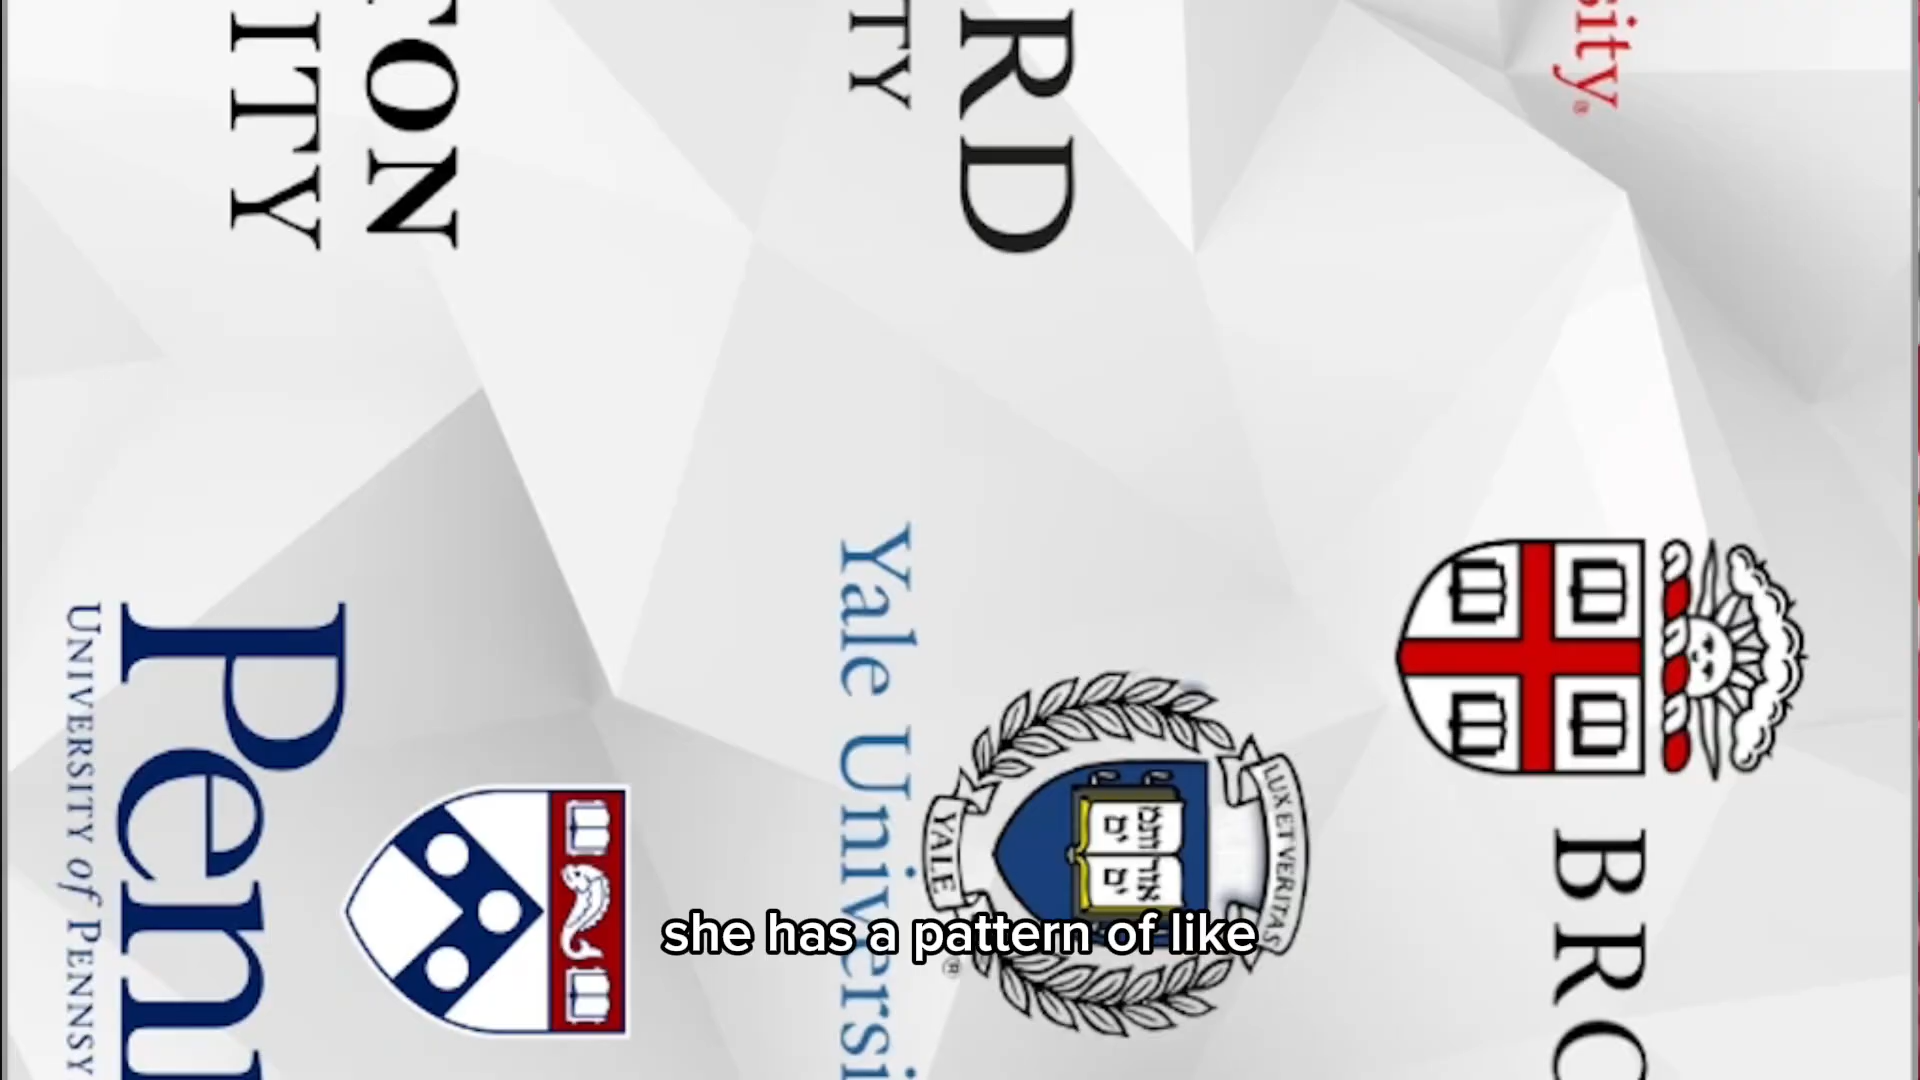 TON
ITY
RD
TY
sity®
Penn
UNIVERSITY of PENNSY
Yale Universi
YALE
LUX ET VERITAS
®
BRO
she has a pattern of like